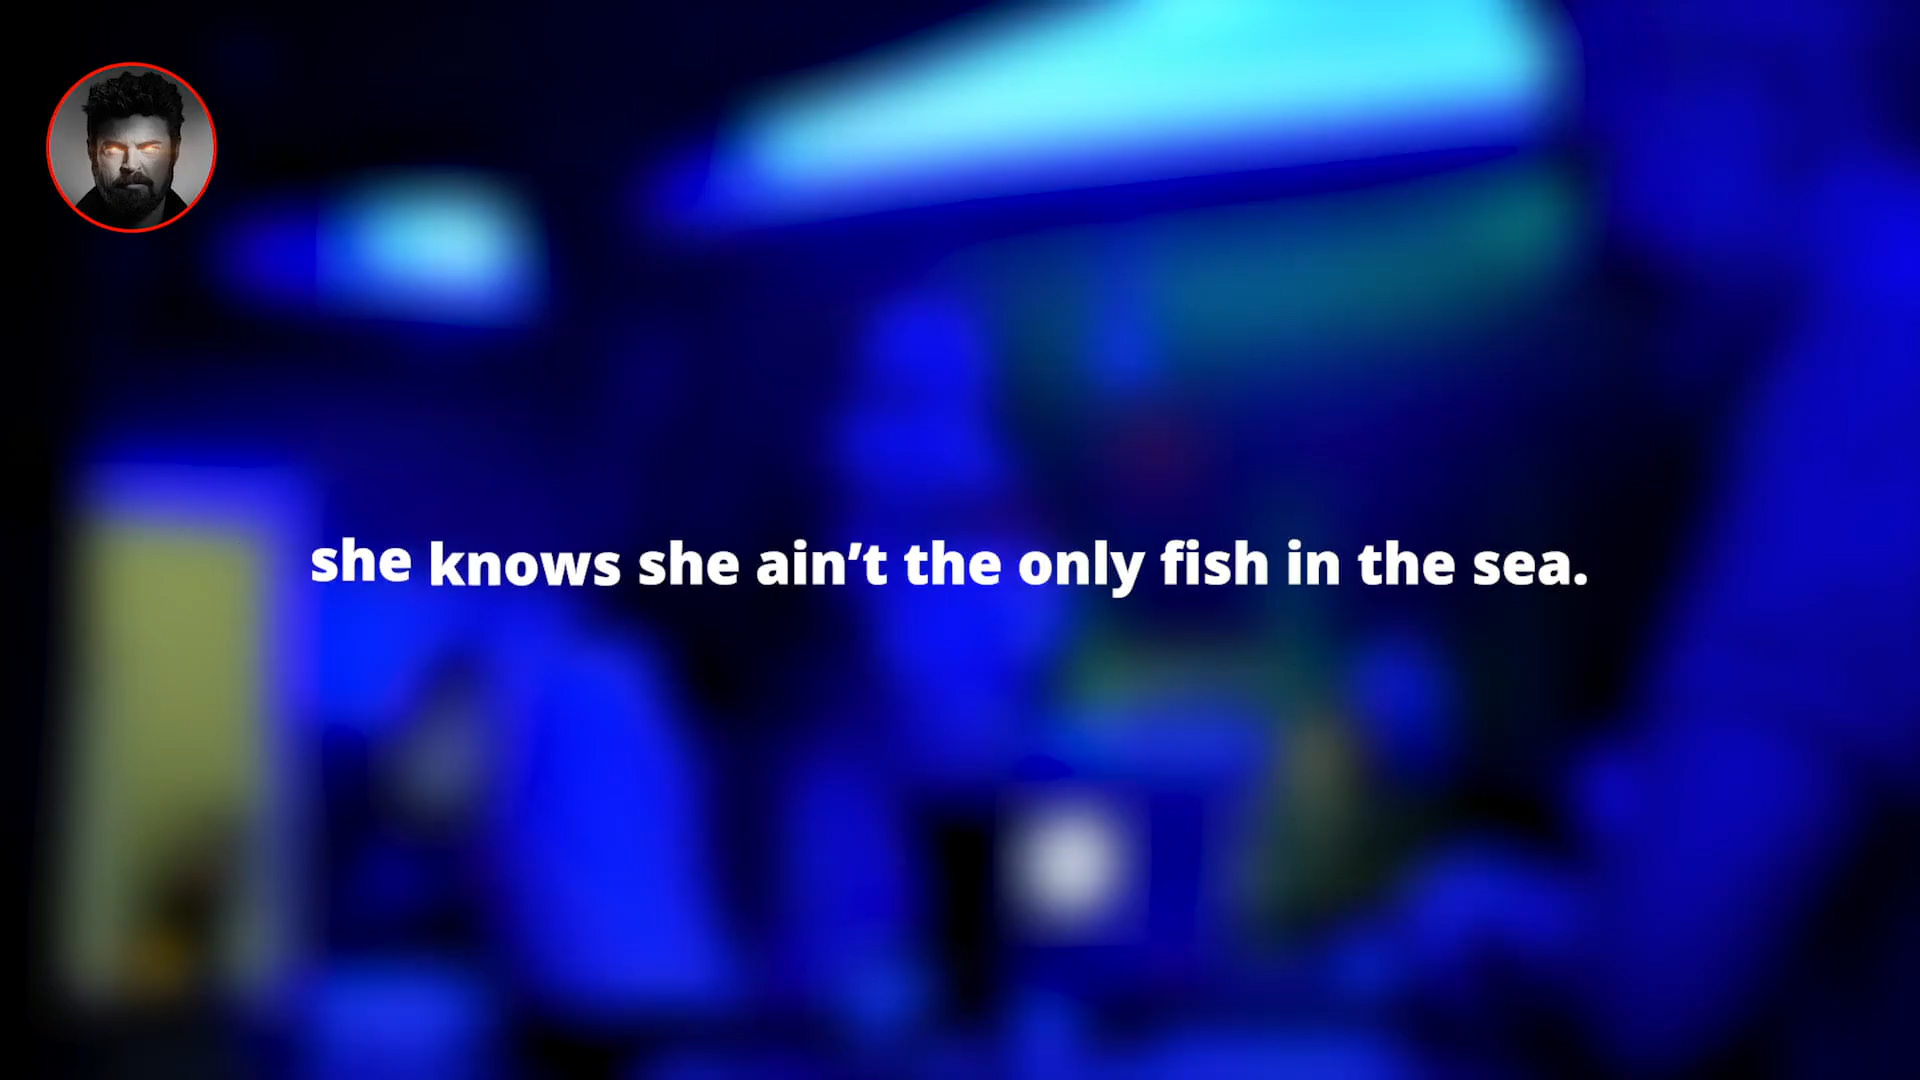 she knows she ain’t the only fish in the sea.